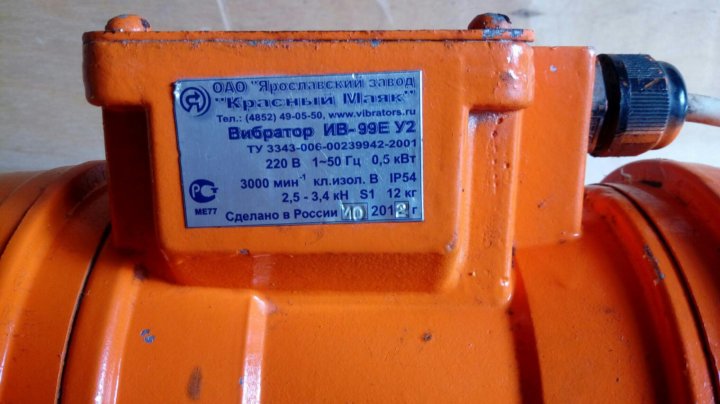 ОАО "Ярославский завод
"Красный Маяк"
Тел.: (4852) 49-05-50, www.vibrators.ru
Вибратор ИВ-99Е У2
ТУ 3343-006-00239942-2001
220 В 1~50 Гц 0,5 кВт
3000 мин-1 кл.изол. В IP54
2,5 - 3,4 кН S1 12 кг
МЕ77
Сделано в России 10 2012 г